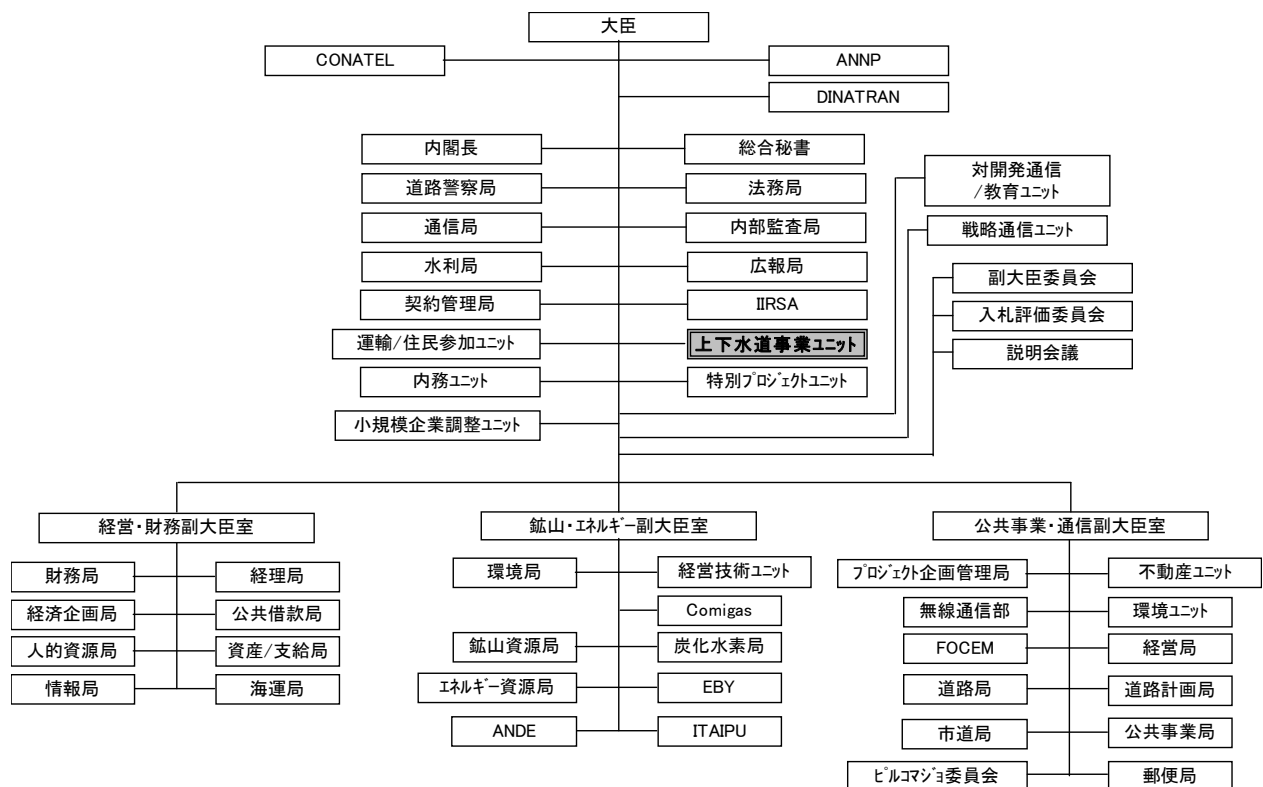 大臣
CONATEL
ANNP
DINATRAN
内閣長
総合秘書
道路警察局
法務局
通信局
内部監査局
水利局
広報局
契約管理局
IIRSA
運輸/住民参加ﾕﾆｯﾄ
上下水道事業ﾕﾆｯﾄ
内務ﾕﾆｯﾄ
特別ﾌﾟﾛｼﾞｪｸﾄﾕﾆｯﾄ
小規模企業調整ﾕﾆｯﾄ
対開発通信
/教育ﾕﾆｯﾄ
戦略通信ﾕﾆｯﾄ
副大臣委員会
入札評価委員会
説明会議
経営・財務副大臣室
財務局
経理局
経済企画局
公共借款局
人的資源局
資産/支給局
情報局
海運局
鉱山・ｴﾈﾙｷﾞｰ副大臣室
環境局
経営技術ﾕﾆｯﾄ
Comigas
鉱山資源局
炭化水素局
ｴﾈﾙｷﾞｰ資源局
EBY
ANDE
ITAIPU
公共事業・通信副大臣室
ﾌﾟﾛｼﾞｪｸﾄ企画管理局
不動産ﾕﾆｯﾄ
無線通信部
環境ﾕﾆｯﾄ
FOCEM
経営局
道路局
道路計画局
市道局
公共事業局
ﾋﾟﾙｺﾏｼﾞｮ委員会
郵便局